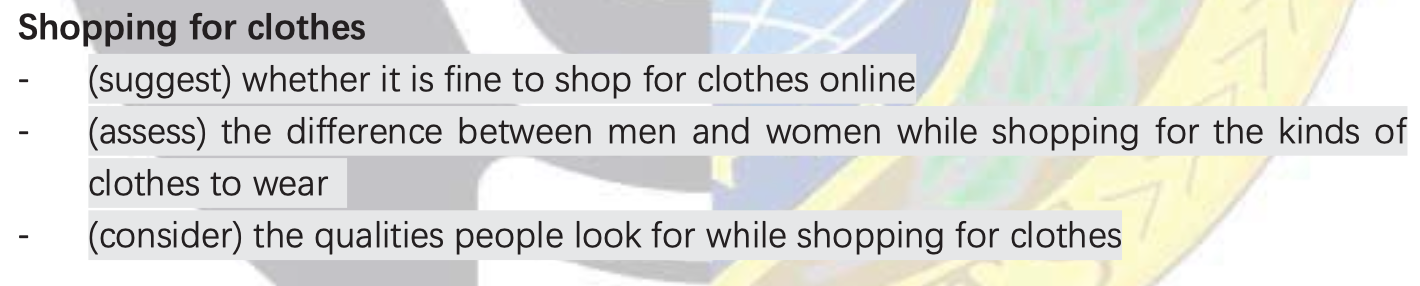 Shopping for clothes
- (suggest) whether it is fine to shop for clothes online
- (assess) the difference between men and women while shopping for the kinds of
clothes to wear
- (consider) the qualities people look for while shopping for clothes